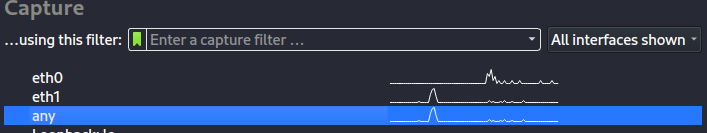 Capture
...using this filter: Enter a capture filter ... All interfaces shown
eth0
eth1
any